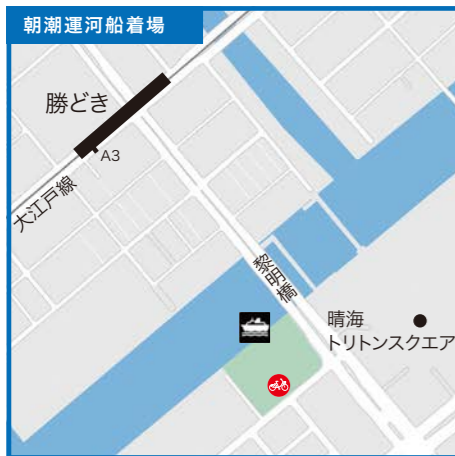 朝潮運河船着場
勝どき
A3
大江戸線
黎明橋
晴海
トリトンスクエア